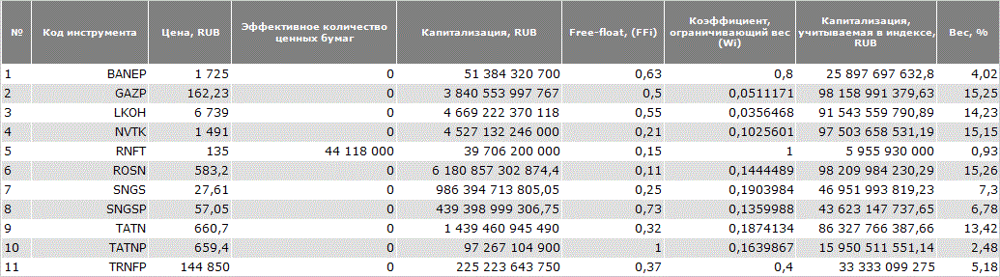 № Код инструмента Цена, RUB Эффективное количество ценных бумаг Капитализация, RUB Free-float, (FFi) Коэффициент, ограничивающий вес (Wi) Капитализация, учитываемая в индексе, RUB Вес, %
1 BANEP 1 725 0 51 384 320 700 0,63 0,8 25 897 697 632,8 4,02
2 GAZP 162,23 0 3 840 553 997 767 0,5 0,0511171 98 158 991 379,63 15,25
3 LKOH 6 739 0 4 669 222 370 118 0,55 0,0356468 91 543 559 790,89 14,23
4 NVTK 1 491 0 4 527 132 246 000 0,21 0,1025601 97 503 658 531,19 15,15
5 RNFT 135 44 118 000 39 706 200 000 0,15 1 5 955 930 000 0,93
6 ROSN 583,2 0 6 180 857 302 874,4 0,11 0,1444489 98 209 984 230,29 15,26
7 SNGS 27,61 0 986 394 713 805,05 0,25 0,1903984 46 951 993 819,23 7,3
8 SNGSP 57,05 0 439 398 999 306,75 0,73 0,1359988 43 623 147 737,65 6,78
9 TATN 660,7 0 1 439 460 945 490 0,32 0,1874134 86 327 766 387,66 13,42
10 TATNP 659,4 0 97 267 104 900 1 0,1639867 15 950 511 551,14 2,48
11 TRNFP 144 850 0 225 223 643 750 0,37 0,4 33 333 099 275 5,18